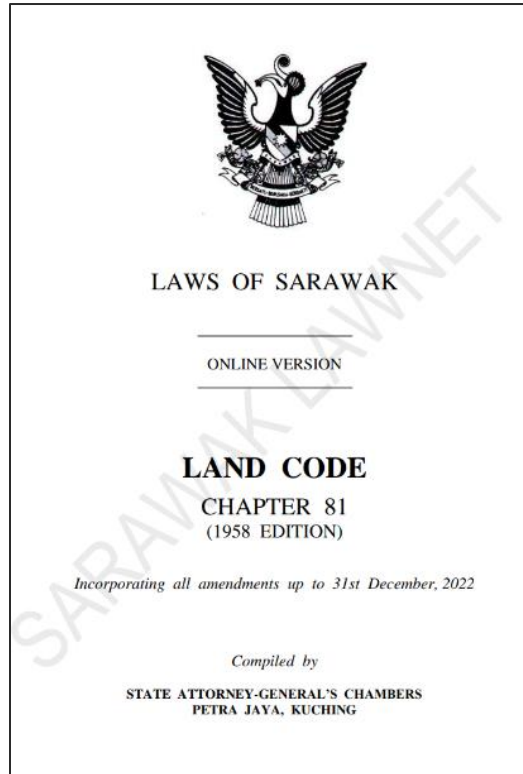 LAWS OF SARAWAK
ONLINE VERSION
LAND CODE
CHAPTER 81
(1958 EDITION)
Incorporating all amendments up to 31st December, 2022
Compiled by
STATE ATTORNEY-GENERAL'S CHAMBERS
PETRA JAYA, KUCHING
SARAWAK LAWNET